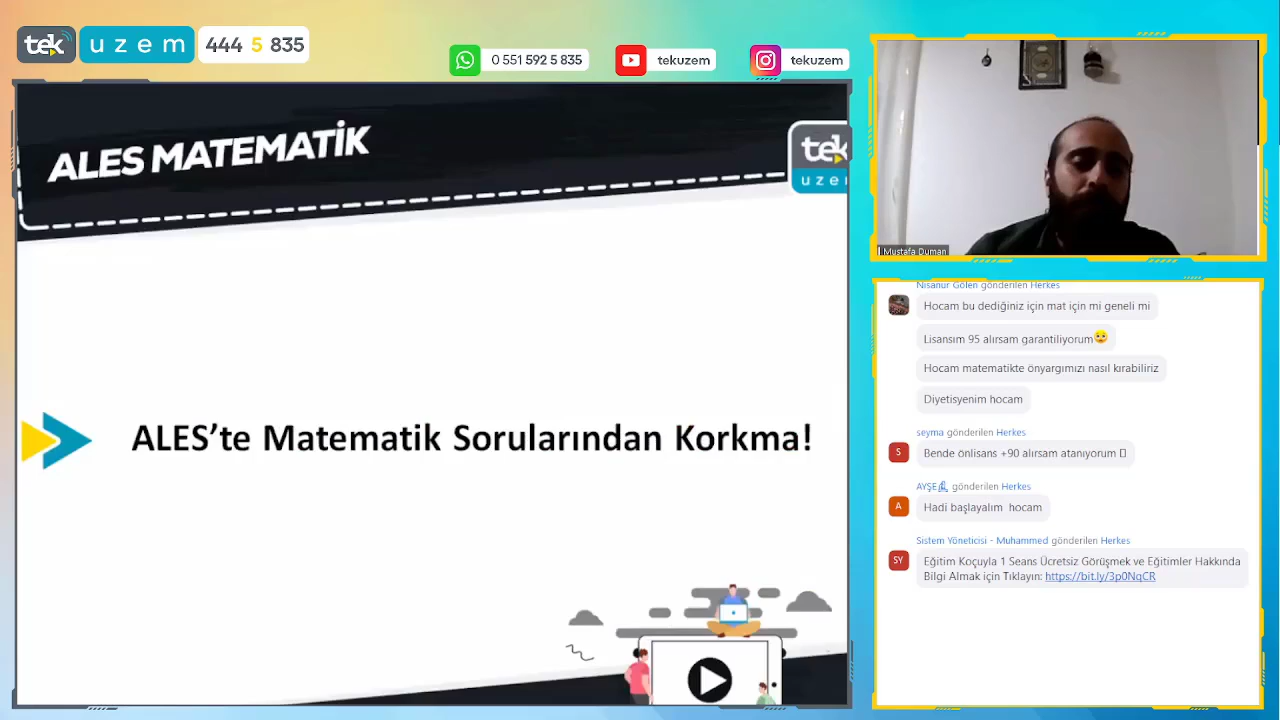 tek
uzem
444 5 835
0 551 592 5 835
tekuzem
tekuzem
ALES MATEMATİK
tek
uze
ALES'te Matematik Sorularından Korkma!
Mustafa Duman
Nisanur Gölen gönderilen Herkes
Hocam bu dediğiniz için mat için mi geneli mi
Lisansım 95 alırsam garantiliyorum
Hocam matematikte önyargımızı nasıl kırabiliriz
Diyetisyenim hocam
seyma gönderilen Herkes
S
Bende önlisans +90 alırsam atanıyorum
AYŞE gönderilen Herkes
A
Hadi başlayalım hocam
Sistem Yöneticisi - Muhammed gönderilen Herkes
SY
Eğitim Koçuyla 1 Seans Ücretsiz Görüşmek ve Eğitimler Hakkında
Bilgi Almak için Tıklayın: https://bit.ly/3p0NqCR